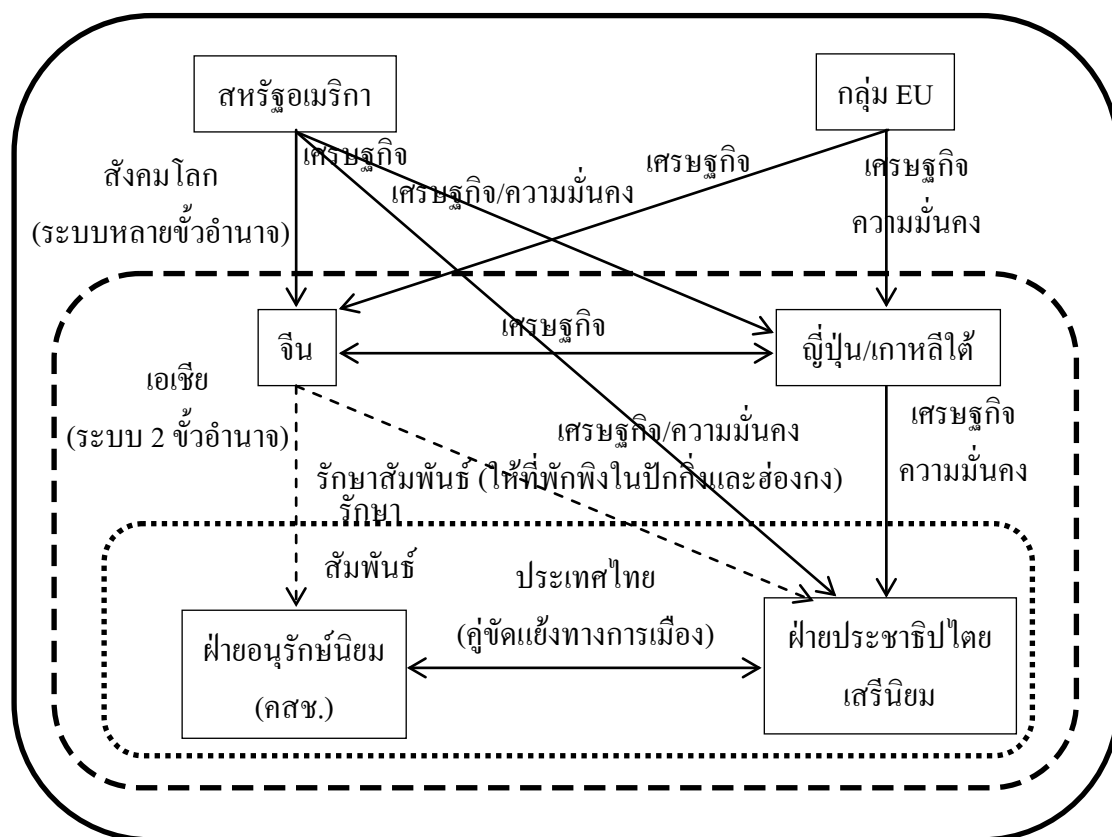 สหรัฐอเมริกา
กลุ่ม EU
เศรษฐกิจ
เศรษฐกิจ
เศรษฐกิจ
สังคมโลก
เศรษฐกิจ/ความมั่นคง
ความมั่นคง
(ระบบหลายขั้วอำนาจ)
เศรษฐกิจ
จีน
ญี่ปุ่น/เกาหลีใต้
เอเชีย
เศรษฐกิจ
(ระบบ 2 ขั้วอำนาจ)
เศรษฐกิจ/ความมั่นคง
ความมั่นคง
รักษาสัมพันธ์ (ให้ที่พักพิงในปักกิ่งและฮ่องกง)
รักษา
สัมพันธ์
ประเทศไทย
(คู่ขัดแย้งทางการเมือง)
ฝ่ายอนุรักษ์นิยม
(คสช.)
ฝ่ายประชาธิปไตย
เสรีนิยม